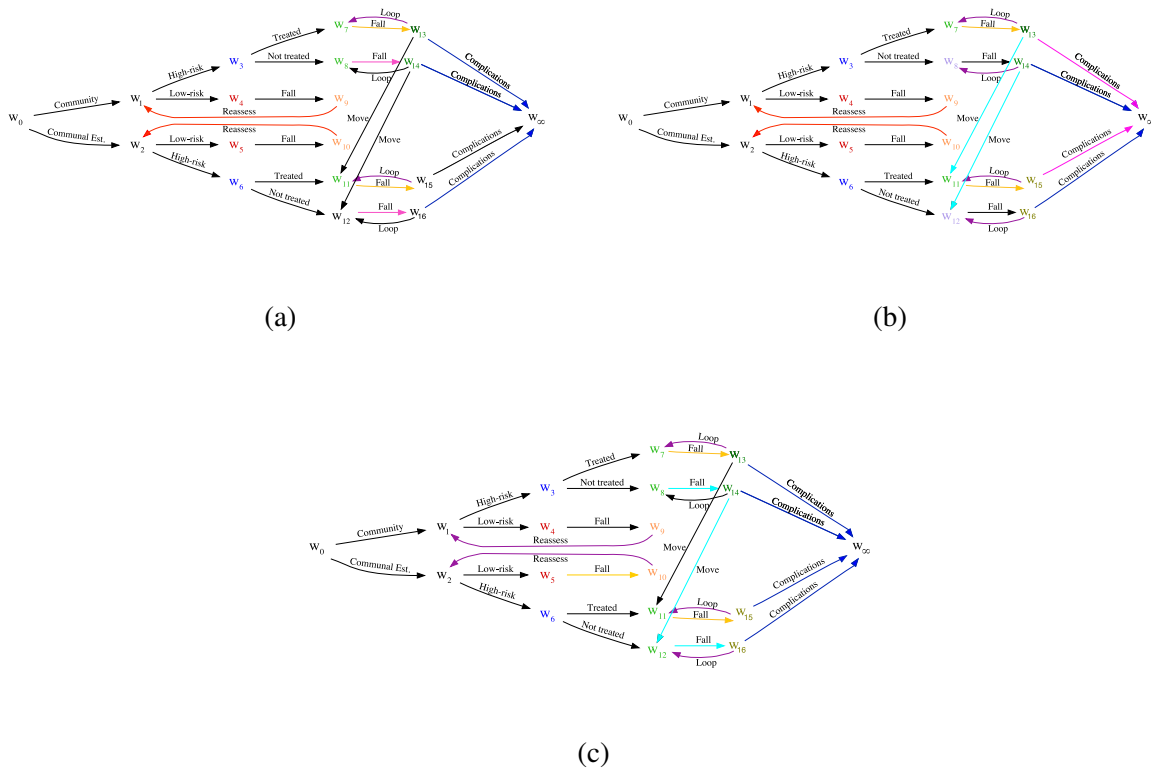 Loop
W7 Fall W13
Treated
High-risk W3 Not treated W8 Fall W14 Complications
Loop Complications
Community W1 Low-risk W4 Fall W9
Reassess Move
W0 W∞
Communal Est. Reassess
W2 Low-risk W5 Fall W10 Move
High-risk Complications
Loop
W6 Treated W11 Fall W15 Complications
Not treated
W12 Fall W16
Loop
(a)
Loop
W7 Fall W13
Treated
High-risk W3 Not treated W8 Fall W14 Complications
Loop Complications
Community W1 Low-risk W4 Fall W9
Reassess Move
W0 W∞
Communal Est. Reassess
W2 Low-risk W5 Fall W10 Move
High-risk Complications
Loop
W6 Treated W11 Fall W15 Complications
Not treated
W12 Fall W16
Loop
(b)
Loop
W7 Fall W13
Treated
High-risk W3 Not treated W8 Fall W14 Complications
Loop Complications
Community W1 Low-risk W4 Fall W9
Reassess Move
W0 W∞
Communal Est. Reassess
W2 Low-risk W5 Fall W10 Move
High-risk Complications
Loop
W6 Treated W11 Fall W15 Complications
Not treated
W12 Fall W16
Loop
(c)